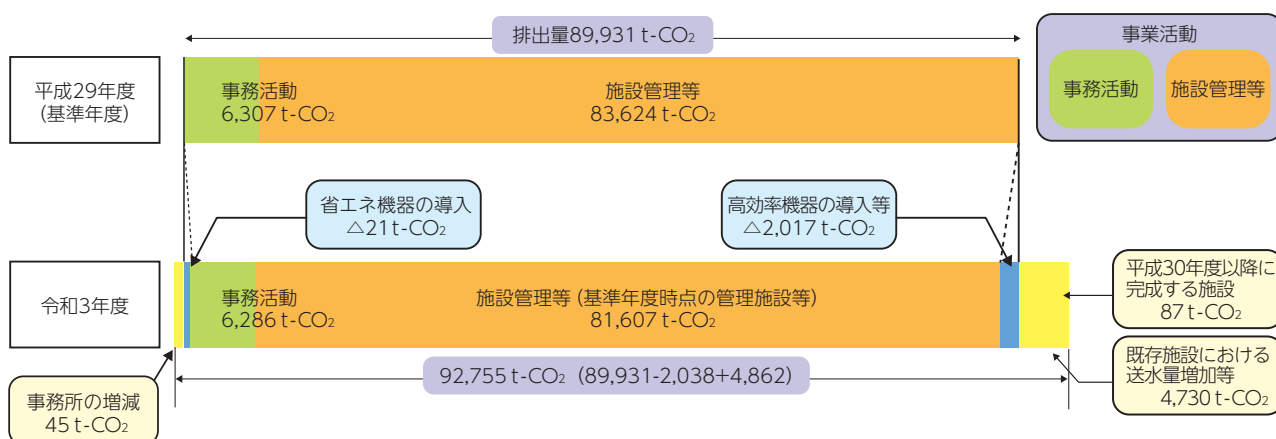 排出量89,931 t-CO₂
事業活動
事務活動
施設管理等
平成29年度
(基準年度)
事務活動
6,307 t-CO₂
施設管理等
83,624 t-CO₂
省エネ機器の導入
△21 t-CO₂
高効率機器の導入等
△2,017 t-CO₂
令和3年度
事務活動
6,286 t-CO₂
施設管理等 (基準年度時点の管理施設等)
81,607 t-CO₂
平成30年度以降に
完成する施設
87 t-CO₂
既存施設における
送水量増加等
4,730 t-CO₂
事務所の増減
45 t-CO₂
92,755 t-CO₂ (89,931-2,038+4,862)